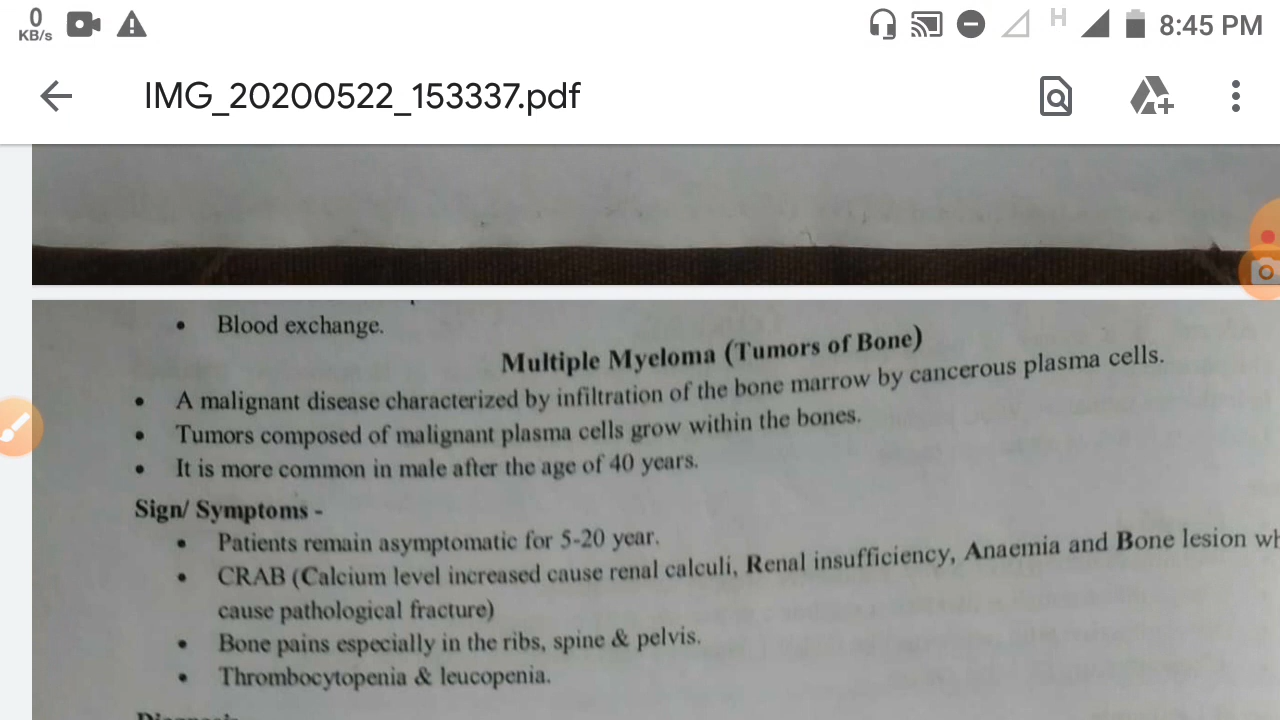 0
KB/s
H
8:45 PM
IMG_20200522_153337.pdf
• Blood exchange.
Multiple Myeloma (Tumors of Bone)
• A malignant disease characterized by infiltration of the bone marrow by cancerous plasma cells.
• Tumors composed of malignant plasma cells grow within the bones.
• It is more common in male after the age of 40 years.
Sign/ Symptoms -
• Patients remain asymptomatic for 5-20 year.
• CRAB (Calcium level increased cause renal calculi, Renal insufficiency, Anaemia and Bone lesion wh
cause pathological fracture)
• Bone pains especially in the ribs, spine & pelvis.
• Thrombocytopenia & leucopenia.